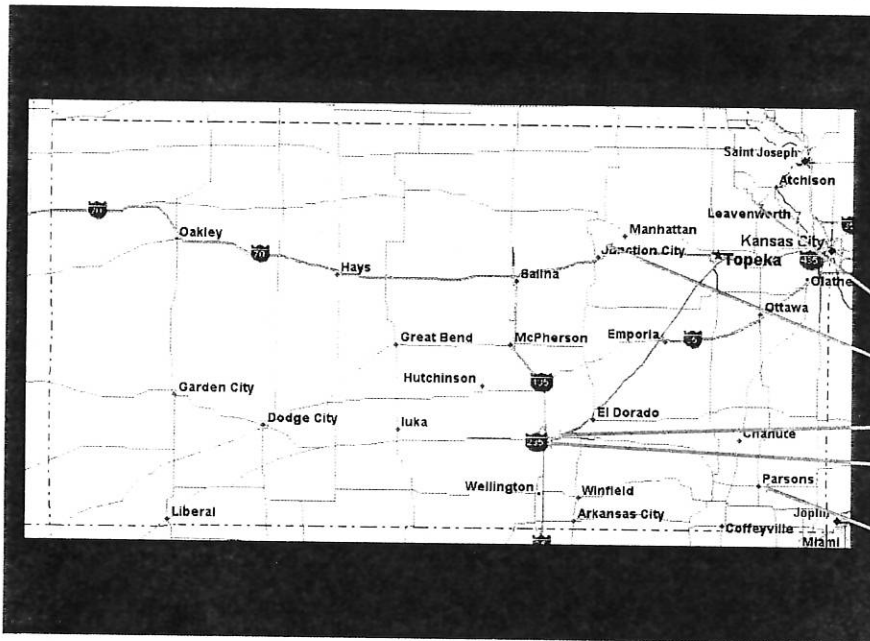 Saint Joseph
Atchison
Leavenworth
70
Manhattan
Oakley
Kansas City
70
Junction City
Topeka
Hays
Salina
Olathe
Ottawa
Great Bend
McPherson
Emporia
Hutchinson
135
Garden City
El Dorado
Dodge City
Iuka
Chanute
235
Parsons
Wellington
Winfield
Liberal
Arkansas City
Joplin
Coffeyville
Miami